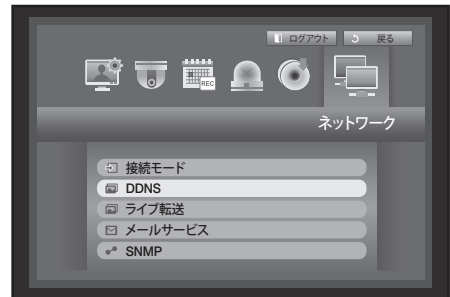 ログアウト 戻る
REC
ネットワーク
接続モード
DDNS
ライブ転送
メールサービス
SNMP